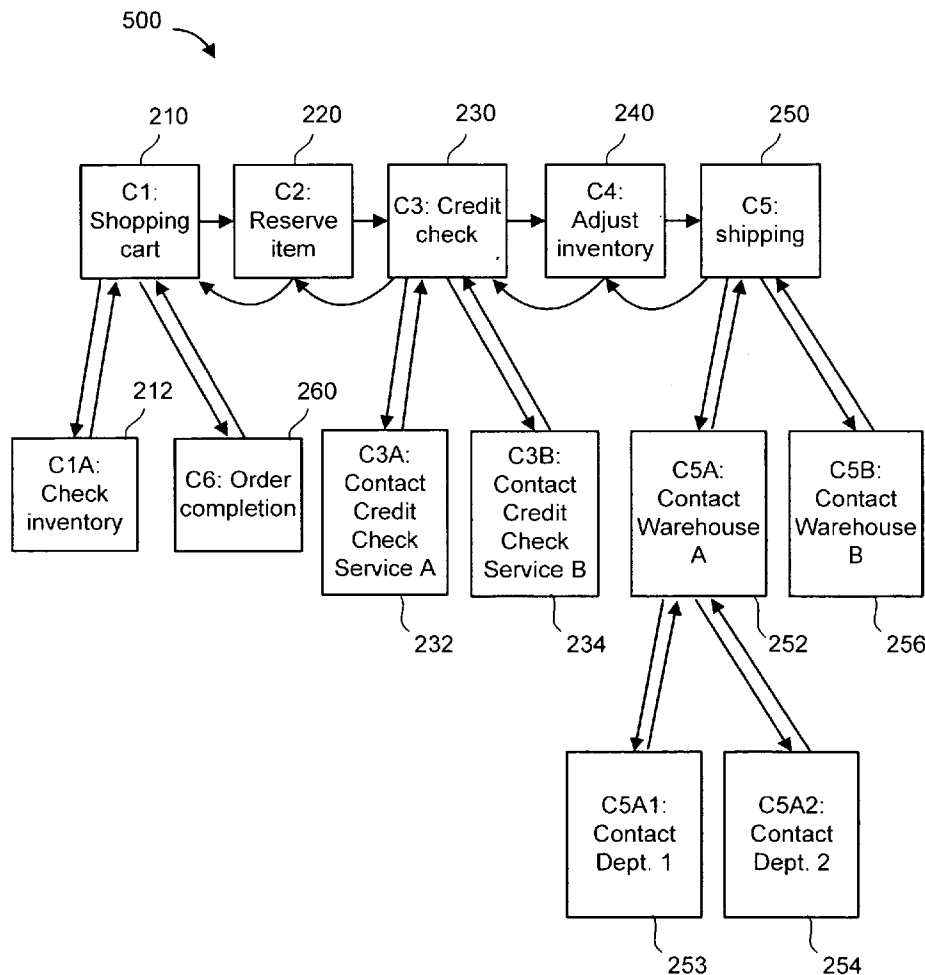 500
210
220
230
240
250
C1:
Shopping
cart
C2:
Reserve
item
C3: Credit
check
C4:
Adjust
inventory
C5:
shipping
212
260
C1A:
Check
inventory
C6: Order
completion
C3A:
Contact
Credit
Check
Service A
C3B:
Contact
Credit
Check
Service B
C5A:
Contact
Warehouse
A
C5B:
Contact
Warehouse
B
232
234
252
256
C5A1:
Contact
Dept. 1
C5A2:
Contact
Dept. 2
253
254